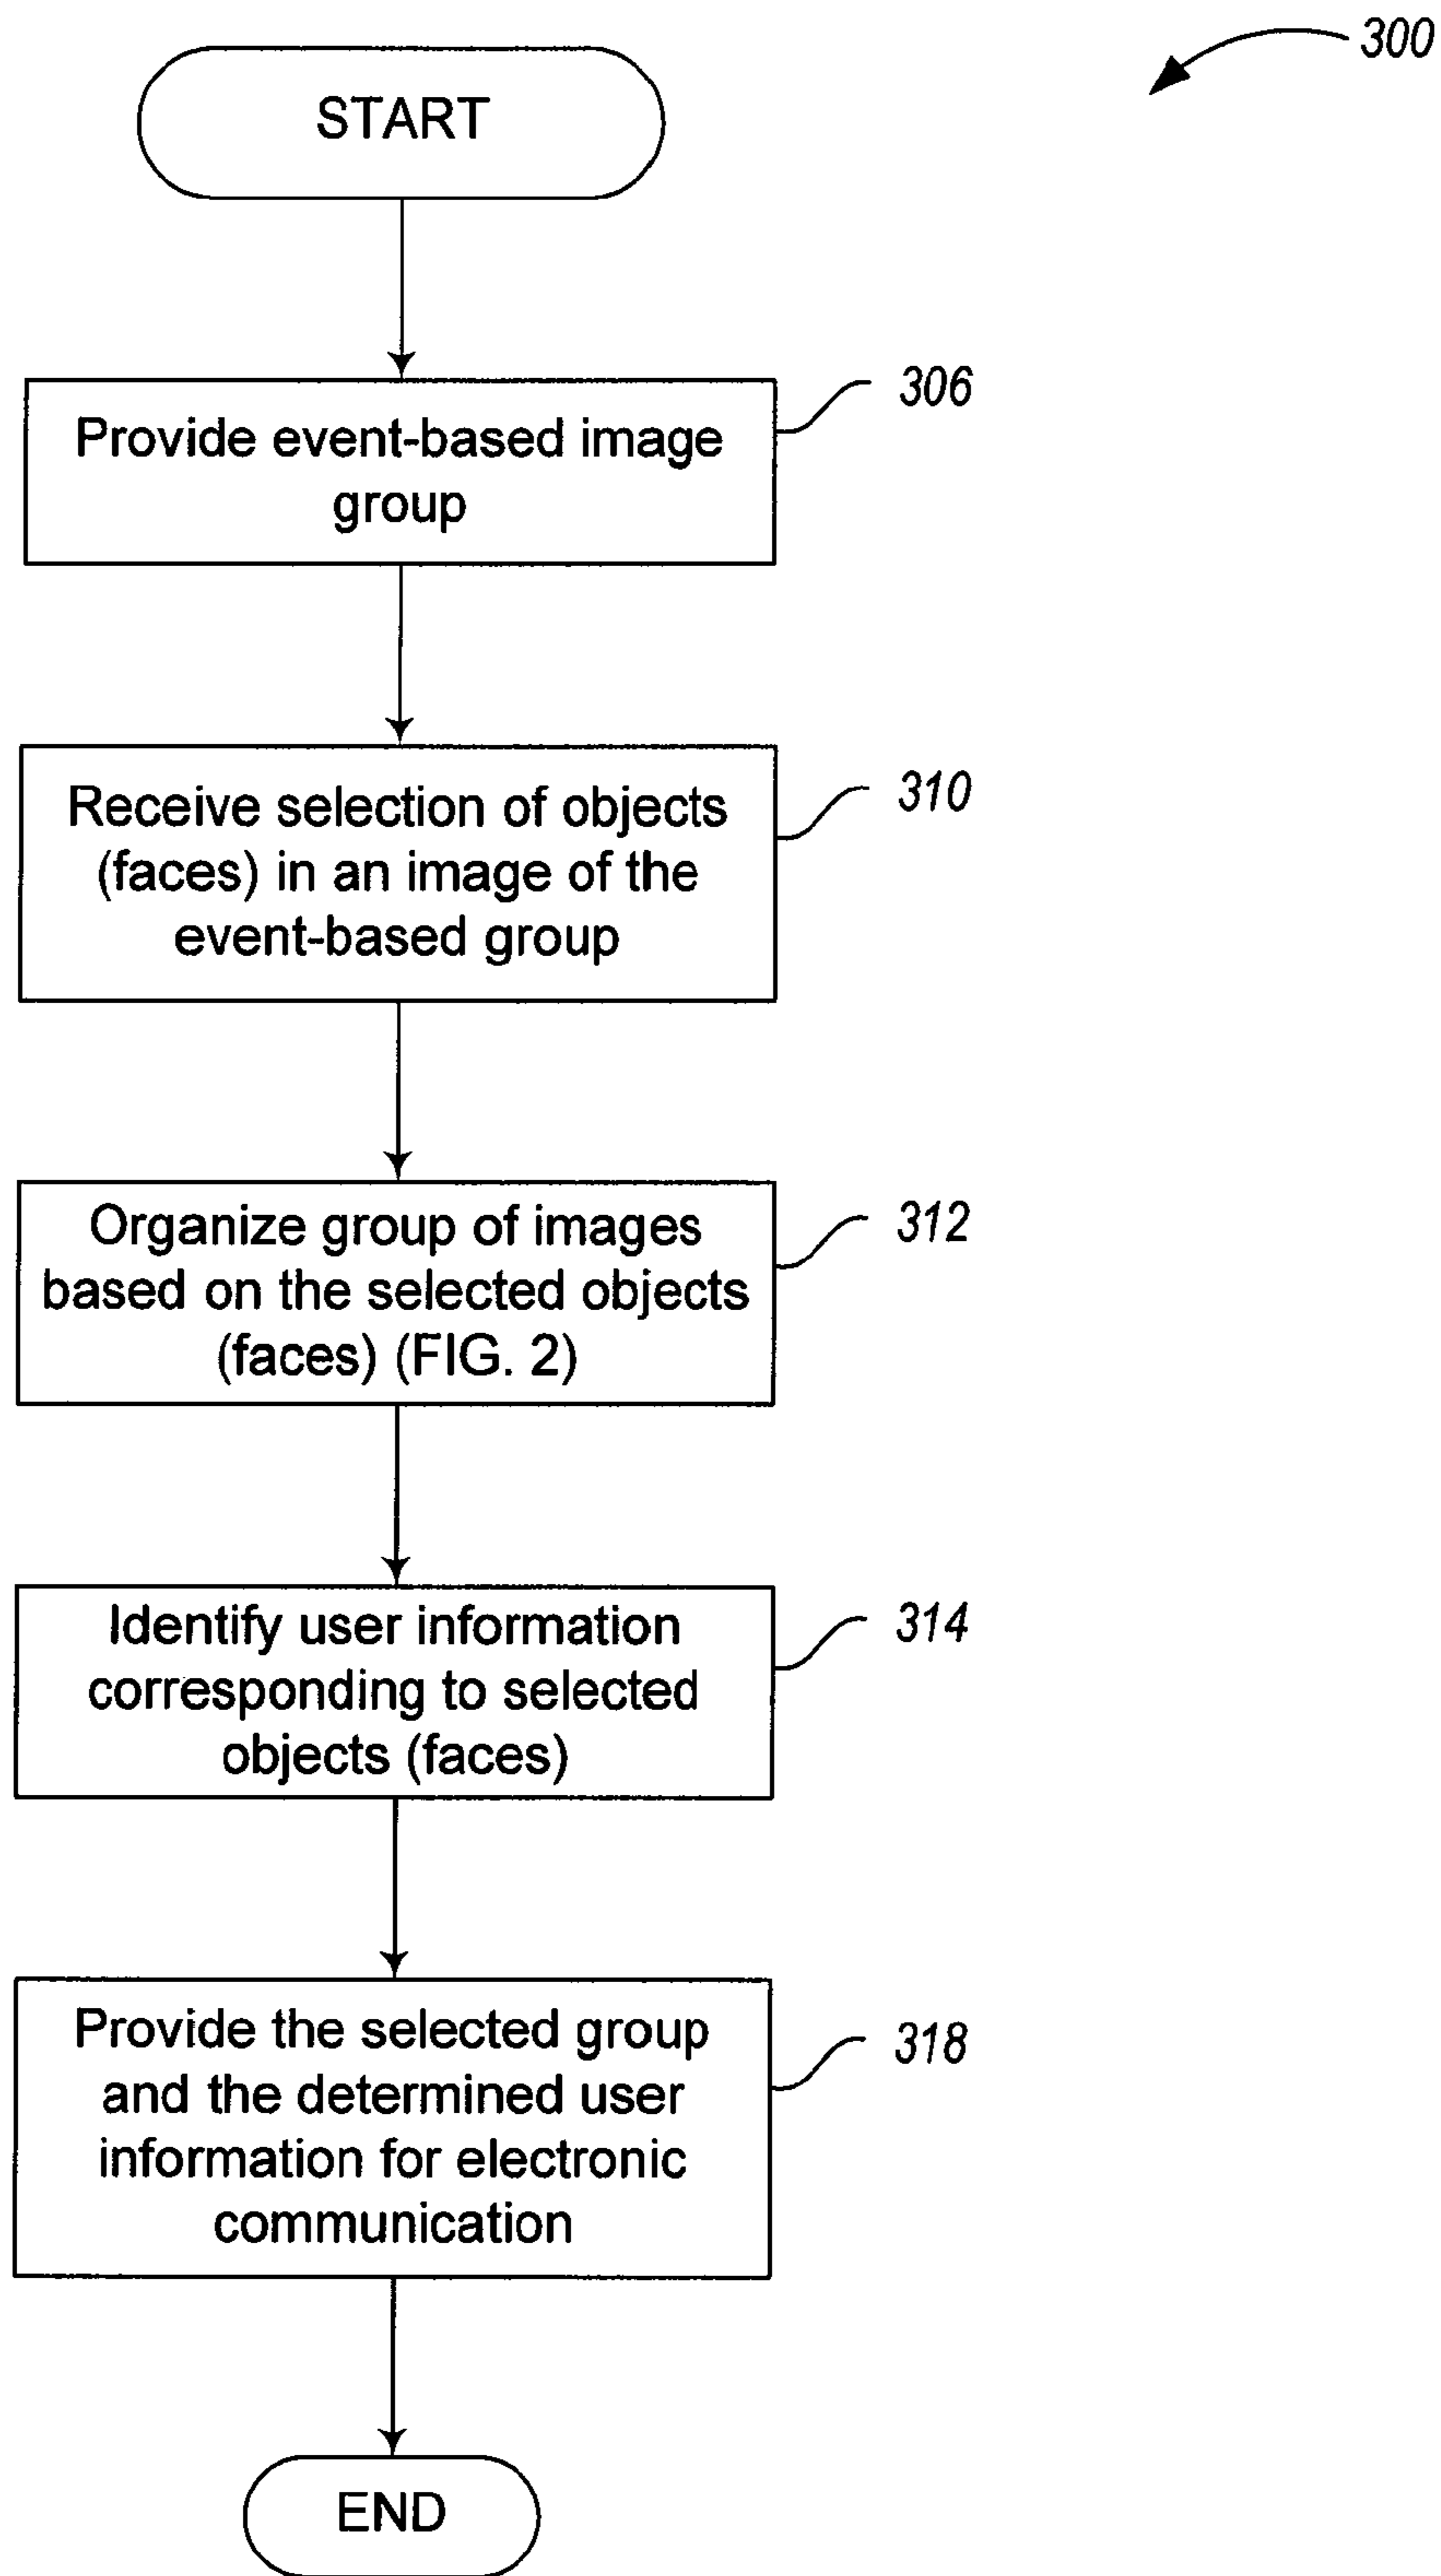 300
START
306
Provide event-based image
group
310
Receive selection of objects
(faces) in an image of the
event-based group
312
Organize group of images
based on the selected objects
(faces) (FIG. 2)
314
Identify user information
corresponding to selected
objects (faces)
318
Provide the selected group
and the determined user
information for electronic
communication
END